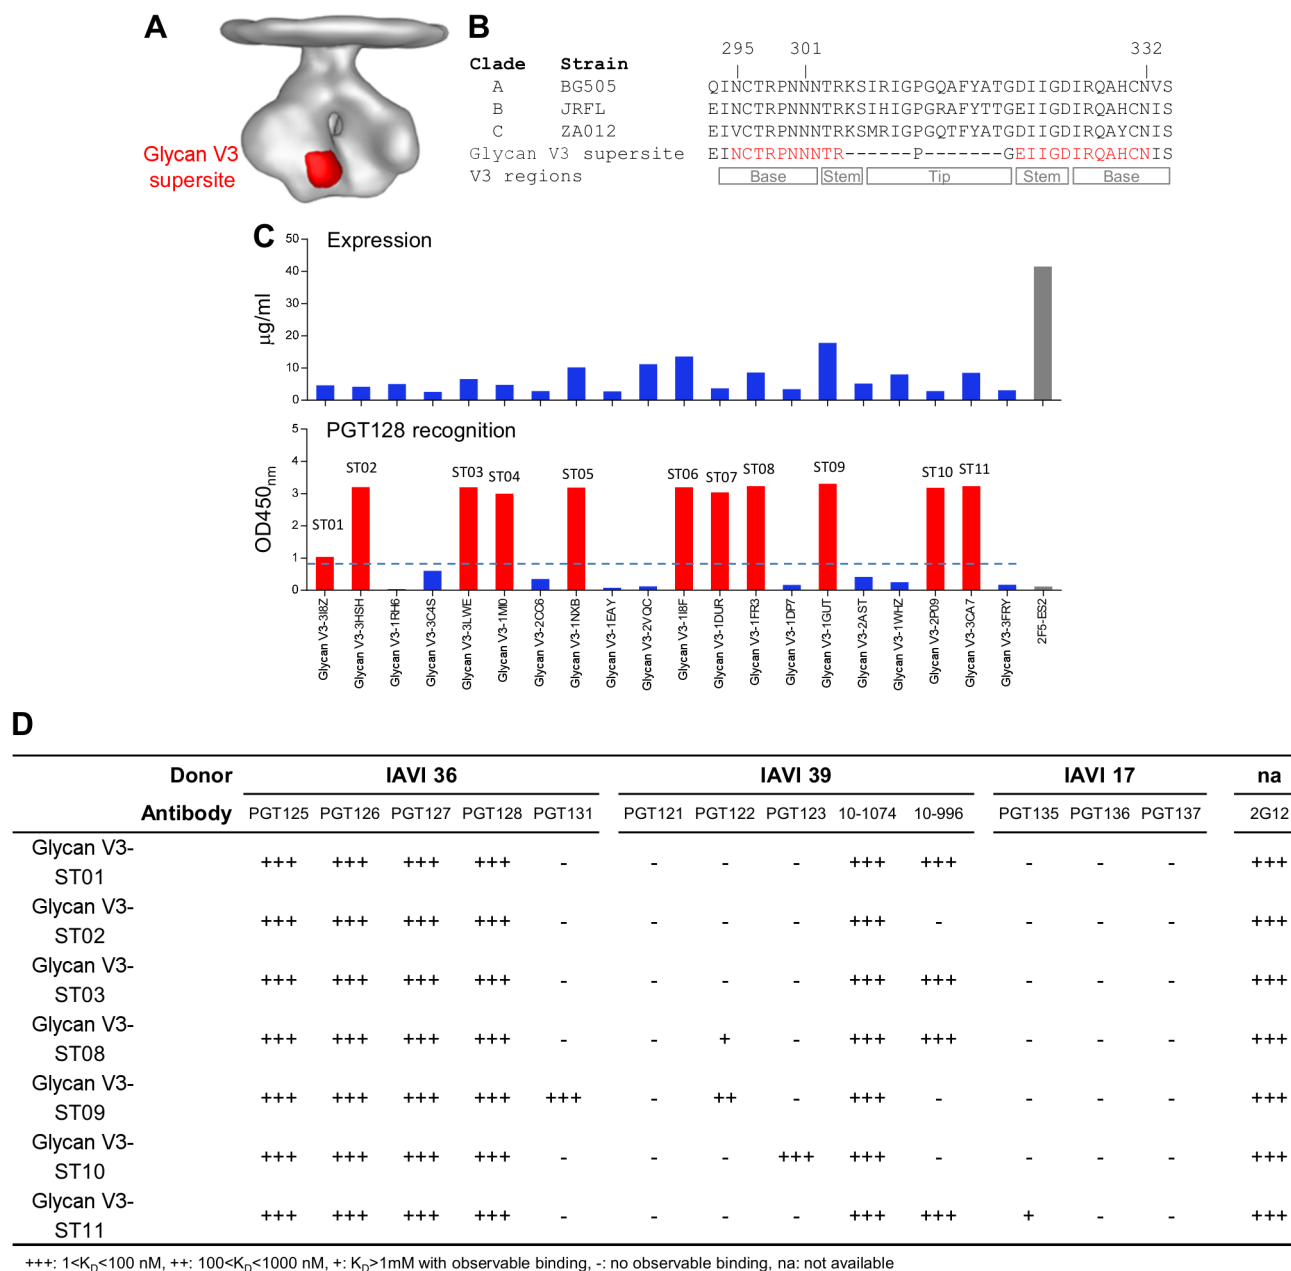 A
Glycan V3
supersite
B
295 301 332
Clade Strain
A BG505 QINCTRPNNNTRKSIRIGPGQAFYATGDIIGDIRQAHCNVS
B JRFL EINCTRPNNNTRKSIHIGPGRAFYTTGEIIGDIRQAHCNIS
C ZA012 EIVCTRPNNNTRKSMRIGPGQTFYATGDIIGDIRQAYCNIS
Glycan V3 supersite EINCTRPNNNTR------P-------GEIIGDIRQAHCNIS
V3 regions Base Stem Tip Stem Base
C
Expression
µg/ml
50
40
30
20
10
0
PGT128 recognition
OD450nm
5
4
3
2
1
0
ST01 ST02 ST03 ST04 ST05 ST06 ST07 ST08 ST09 ST10 ST11
Glycan V3-3I8Z
Glycan V3-3HSH
Glycan V3-1RH6
Glycan V3-3C4S
Glycan V3-3LWE
Glycan V3-1MI0
Glycan V3-2CC6
Glycan V3-1NXB
Glycan V3-1EAY
Glycan V3-2VQC
Glycan V3-1I8F
Glycan V3-1DUR
Glycan V3-1FR3
Glycan V3-1DP7
Glycan V3-1GUT
Glycan V3-2AST
Glycan V3-1WHZ
Glycan V3-2P09
Glycan V3-3CA7
Glycan V3-3FRY
2F5-ES2
D
Donor IAVI 36 IAVI 39 IAVI 17 na
Antibody PGT125 PGT126 PGT127 PGT128 PGT131 PGT121 PGT122 PGT123 10-1074 10-996 PGT135 PGT136 PGT137 2G12
Glycan V3-
ST01 +++ +++ +++ +++ - - - - +++ +++ - - - +++
Glycan V3-
ST02 +++ +++ +++ +++ - - - - +++ - - - - +++
Glycan V3-
ST03 +++ +++ +++ +++ - - - - +++ +++ - - - +++
Glycan V3-
ST08 +++ +++ +++ +++ - - + - +++ +++ - - - +++
Glycan V3-
ST09 +++ +++ +++ +++ +++ - ++ - +++ - - - - +++
Glycan V3-
ST10 +++ +++ +++ +++ - - - +++ +++ - - - - +++
Glycan V3-
ST11 +++ +++ +++ +++ - - - - +++ +++ + - - +++
+++: 1<KD<100 nM, ++: 100<KD<1000 nM, +: KD>1mM with observable binding, -: no observable binding, na: not available